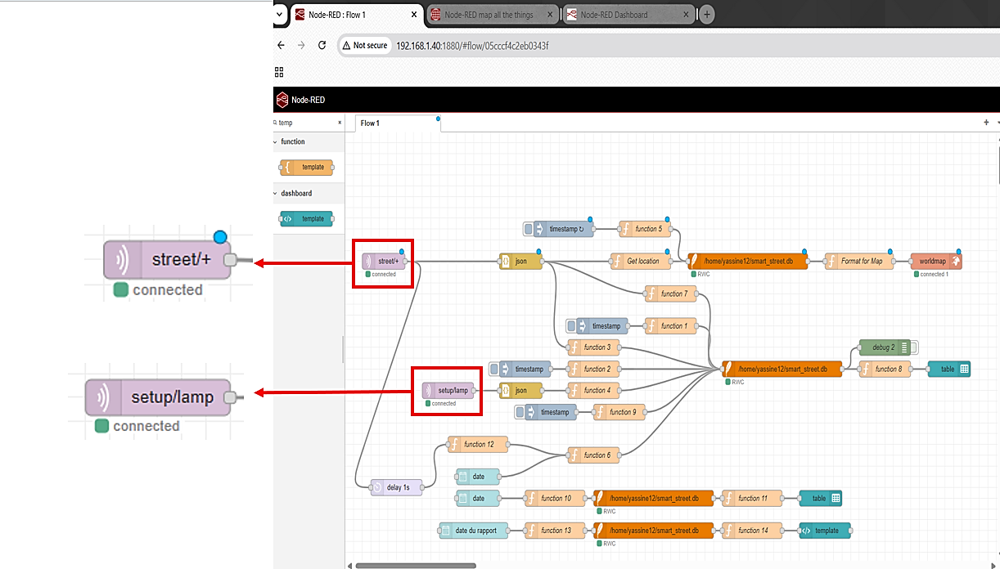 Node-RED : Flow 1
Node-RED map all the things
Node-RED Dashboard
Not secure
192.168.1.40:1880/#flow/05cccf4c2eb0343f
Node-RED
temp
Flow 1
function
template
dashboard
template
timestamp ↻
function 5
street/+
connected
json
Get location
/home/yassine12/smart_street.db
RWC
Format for Map
worldmap
connected 1
function 7
timestamp
function 1
function 3
debug 2
timestamp
function 2
/home/yassine12/smart_street.db
RWC
function 8
table
setup/lamp
connected
json
function 4
timestamp
function 9
function 12
function 6
date
delay 1s
date
function 10
/home/yassine12/smart_street.db
RWC
function 11
table
date du rapport
function 13
/home/yassine12/smart_street.db
RWC
function 14
template
street/+
connected
setup/lamp
connected